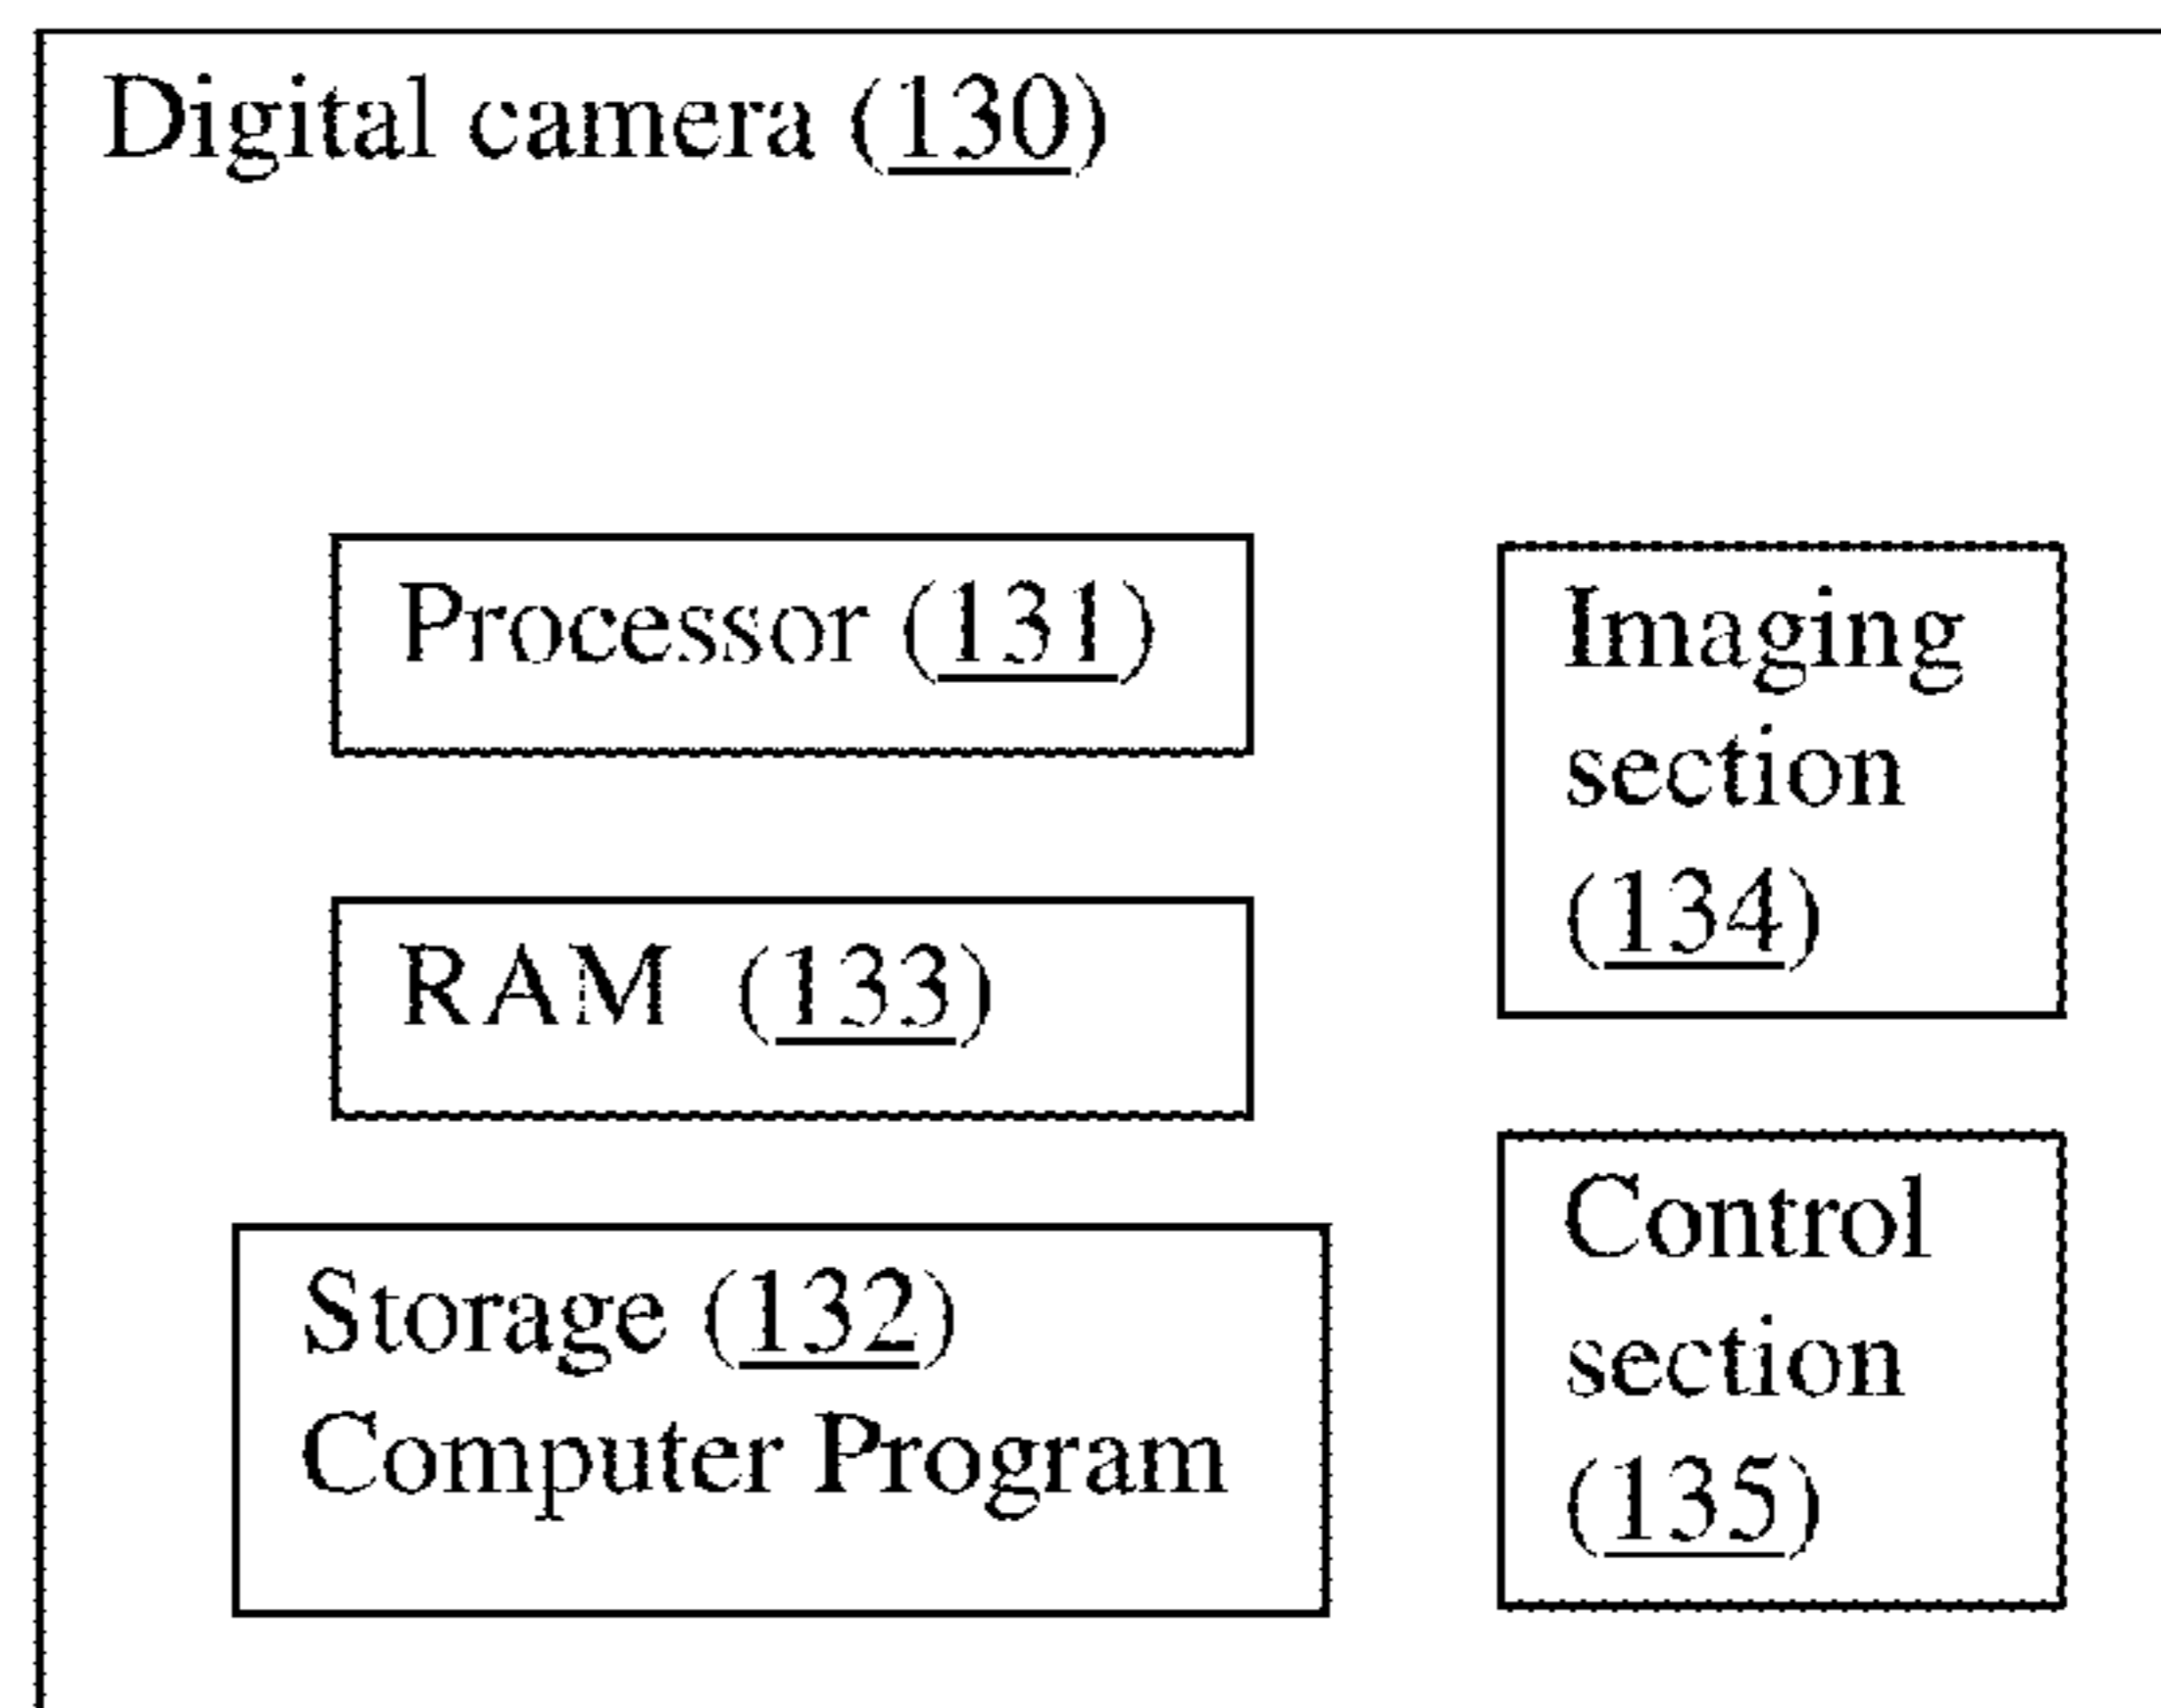 Digital camera (130)
Processor (131)
RAM (133)
Storage (132)
Computer Program
Imaging
section
(134)
Control
section
(135)